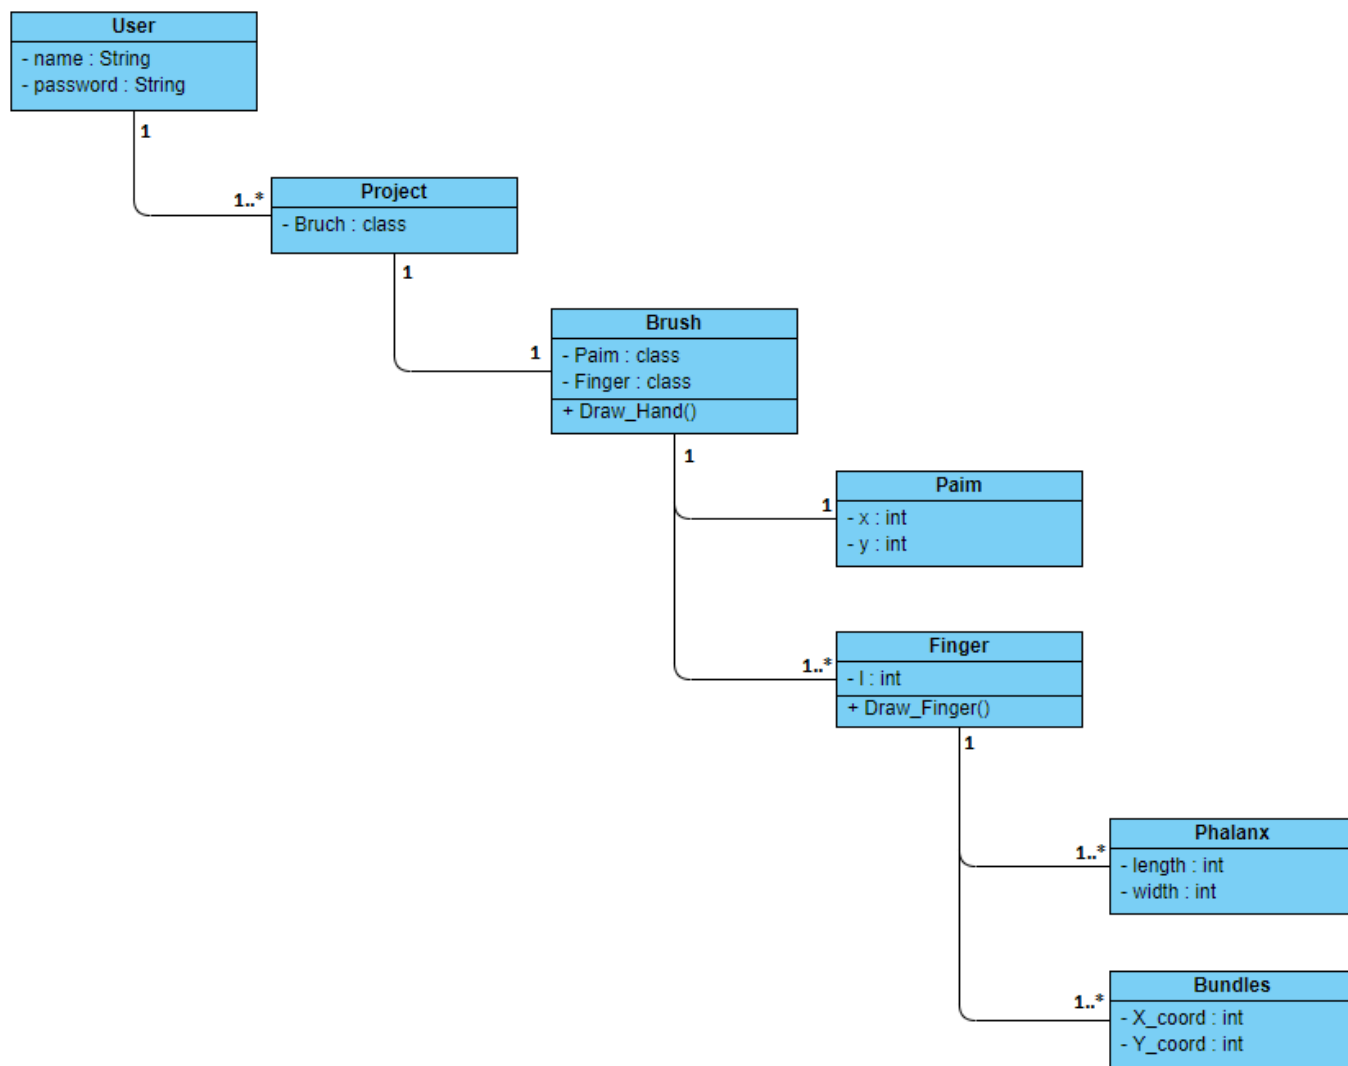 User
- name : String
- password : String
1
1..*
Project
- Bruch : class
1
1
Brush
- Paim : class
- Finger : class
+ Draw_Hand()
1
1
Paim
- x : int
- y : int
1..*
Finger
- l : int
+ Draw_Finger()
1
1..*
Phalanx
- length : int
- width : int
1..*
Bundles
- X_coord : int
- Y_coord : int